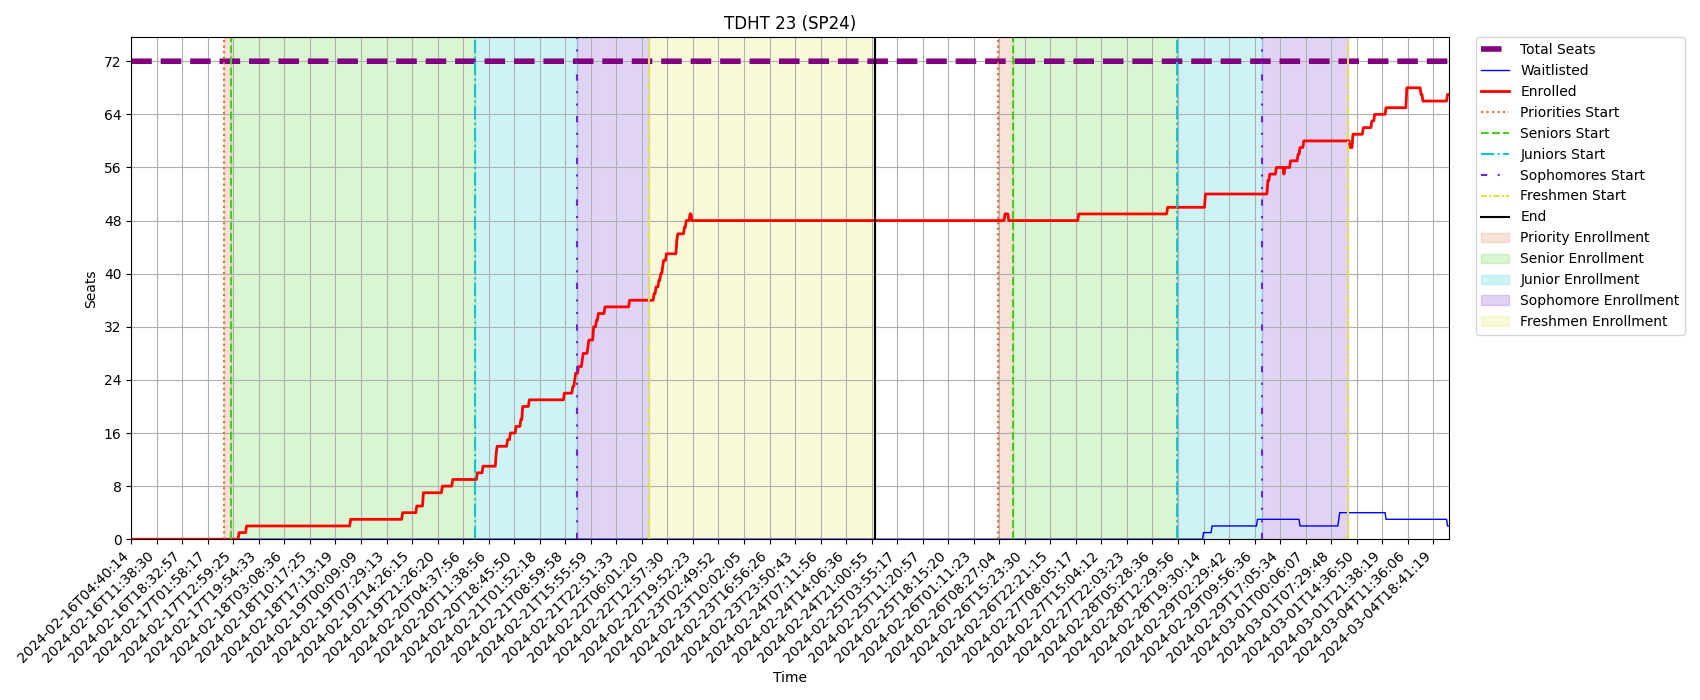 TDHT 23 (SP24)
Seats
72
64
56
48
40
32
24
16
8
0
2024-02-16T04:40:14
2024-02-16T11:38:30
2024-02-16T18:32:57
2024-02-17T01:58:17
2024-02-17T12:59:25
2024-02-17T19:54:33
2024-02-18T03:08:36
2024-02-18T10:17:25
2024-02-18T17:13:19
2024-02-19T00:09:09
2024-02-19T07:29:13
2024-02-19T14:26:15
2024-02-19T21:26:20
2024-02-20T04:37:56
2024-02-20T11:38:56
2024-02-20T18:45:50
2024-02-21T01:52:18
2024-02-21T08:59:58
2024-02-21T15:55:59
2024-02-21T22:51:33
2024-02-22T06:01:20
2024-02-22T12:57:30
2024-02-22T19:52:23
2024-02-23T02:49:52
2024-02-23T10:02:05
2024-02-23T16:56:26
2024-02-23T23:50:43
2024-02-24T07:11:56
2024-02-24T14:06:36
2024-02-24T21:00:55
2024-02-25T03:55:17
2024-02-25T11:20:57
2024-02-25T18:15:20
2024-02-26T01:11:23
2024-02-26T08:27:04
2024-02-26T15:23:30
2024-02-26T22:21:15
2024-02-27T08:05:17
2024-02-27T15:04:12
2024-02-27T22:03:23
2024-02-28T05:28:36
2024-02-28T12:29:56
2024-02-28T19:30:14
2024-02-29T02:29:42
2024-02-29T09:56:36
2024-02-29T17:05:34
2024-03-01T00:06:07
2024-03-01T07:29:48
2024-03-01T14:36:50
2024-03-01T21:38:19
2024-03-04T11:36:06
2024-03-04T18:41:19
Time
Total Seats
Waitlisted
Enrolled
Priorities Start
Seniors Start
Juniors Start
Sophomores Start
Freshmen Start
End
Priority Enrollment
Senior Enrollment
Junior Enrollment
Sophomore Enrollment
Freshmen Enrollment